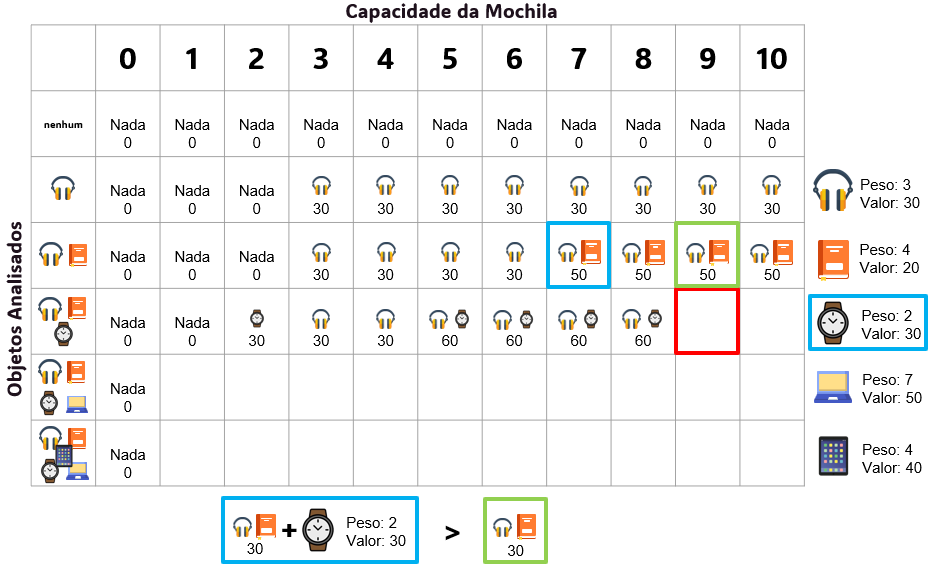 Capacidade da Mochila
0 1 2 3 4 5 6 7 8 9 10
Objetos Analisados
nenhum
Nada Nada Nada Nada Nada Nada Nada Nada Nada Nada Nada
0 0 0 0 0 0 0 0 0 0 0
Nada Nada Nada
0 0 0 30 30 30 30 30 30 30 30
Peso: 3
Valor: 30
Nada Nada Nada
0 0 0 30 30 30 30 50 50 50 50
Peso: 4
Valor: 20
Nada Nada
0 0 30 30 30 60 60 60 60
Peso: 2
Valor: 30
Nada
0
Peso: 7
Valor: 50
Nada
0
Peso: 4
Valor: 40
30 + Peso: 2
Valor: 30
>
30